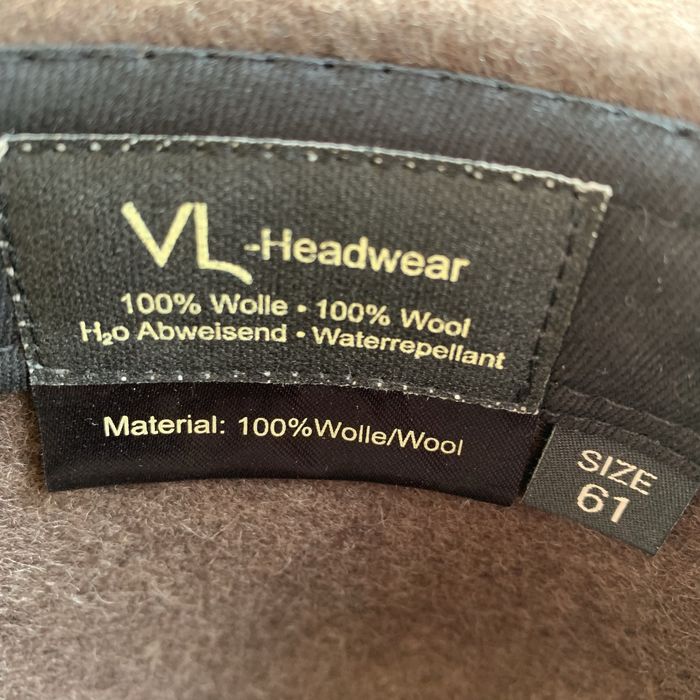 VL-Headwear
100% Wolle • 100% Wool
H₂o Abweisend • Waterrepellant
Material: 100%Wolle/Wool
SIZE
61